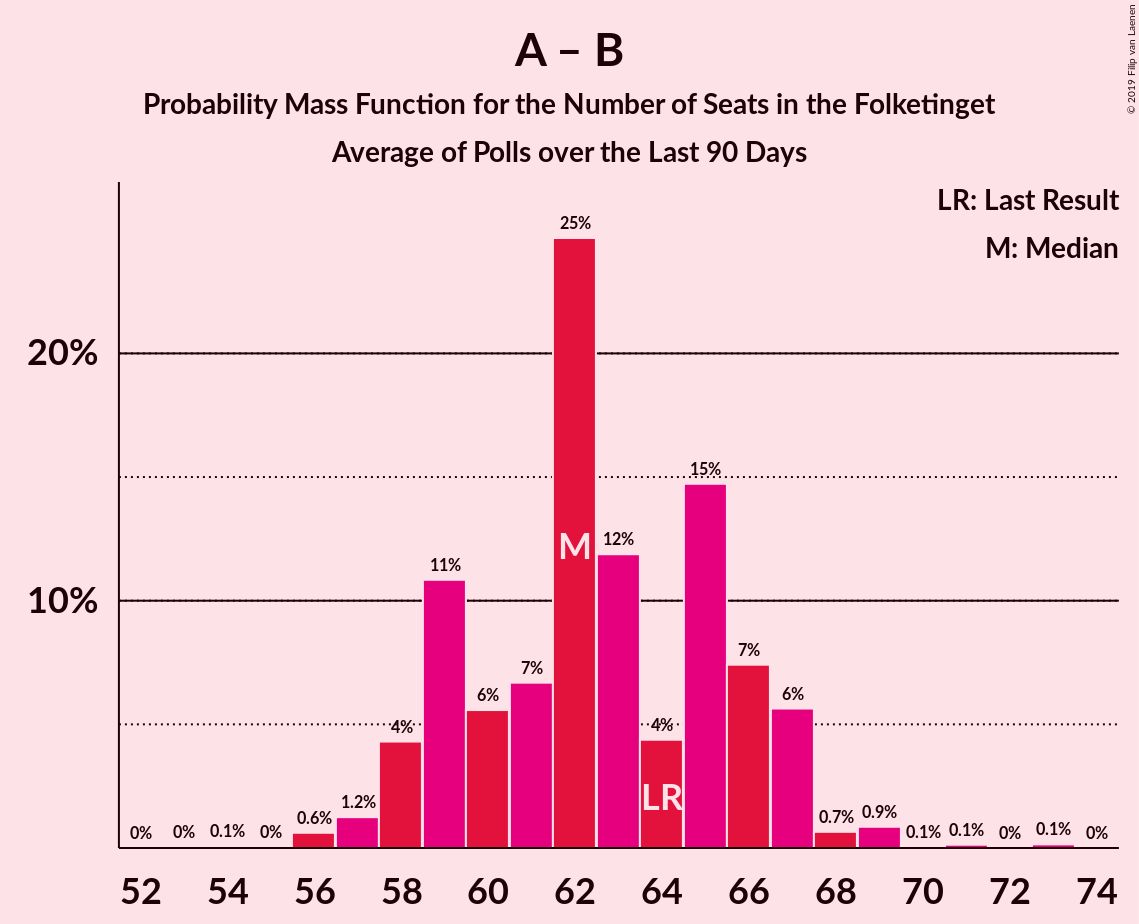 A – B
Probability Mass Function for the Number of Seats in the Folketinget
Average of Polls over the Last 90 Days
© 2019 Filip van Laenen
LR: Last Result
M: Median
20%
10%
0%
0%
0.1%
0%
0.6%
1.2%
4%
11%
6%
7%
25%
12%
4%
15%
7%
6%
0.7%
0.9%
0.1%
0.1%
0%
0.1%
0%
M
LR
52 54 56 58 60 62 64 66 68 70 72 74